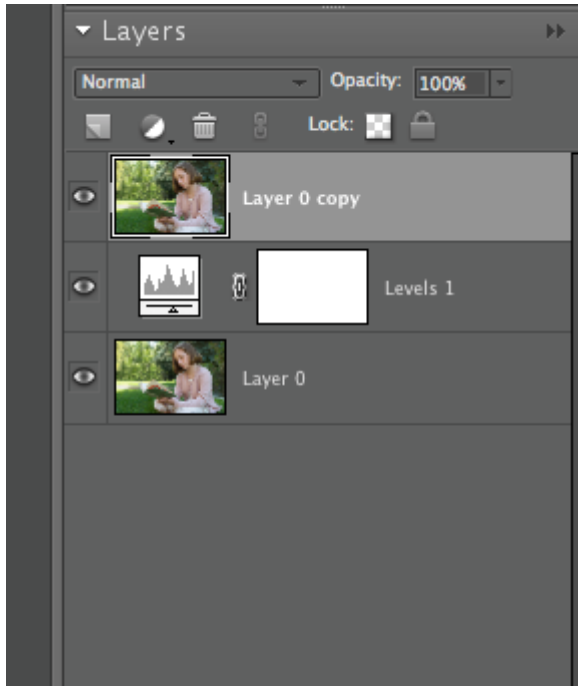 Layers
Normal Opacity: 100%
Lock:
Layer 0 copy
Levels 1
Layer 0